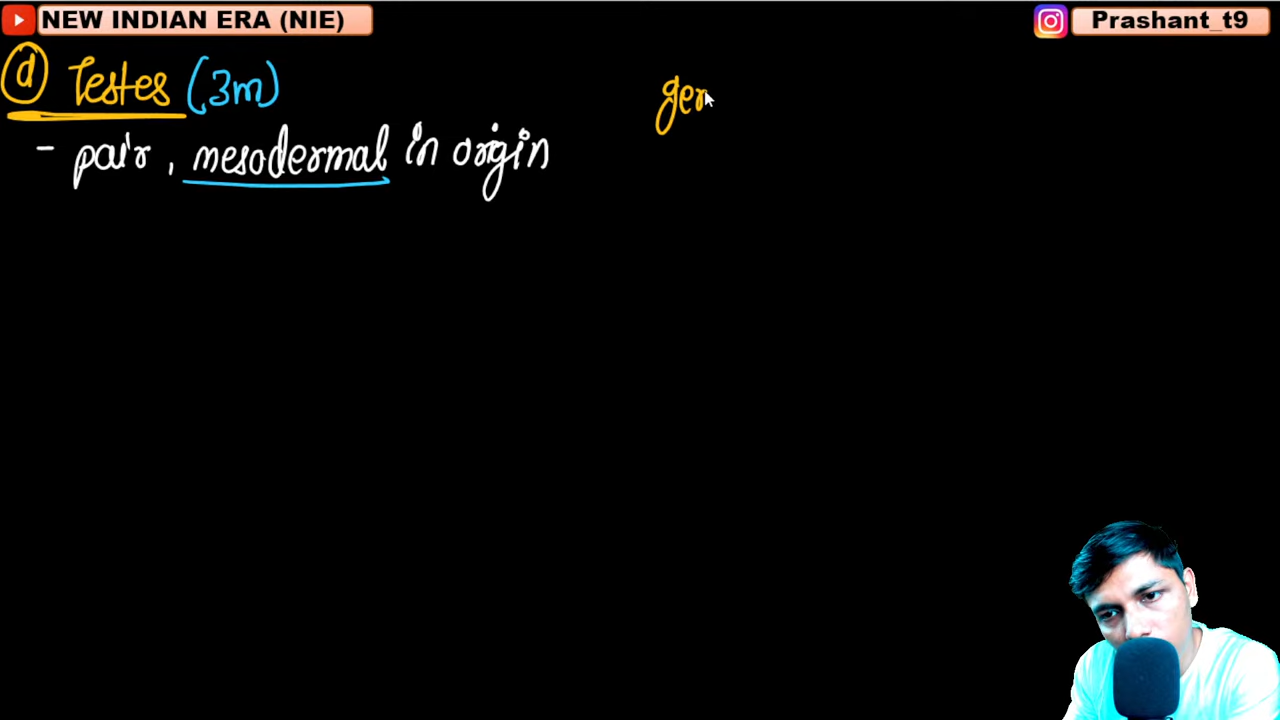 NEW INDIAN ERA (NIE)
Prashant_t9
d Testes (3m)
ger
- pair, mesodermal in origin